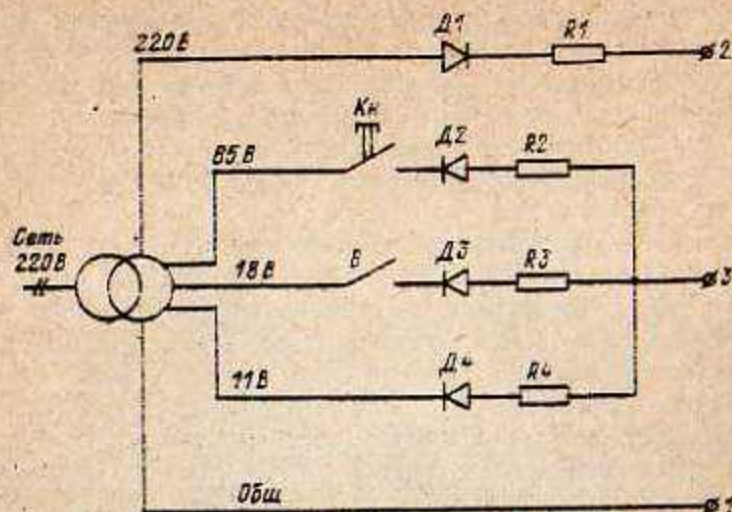 220В Д1 R1 2
Кн
85В Д2 R2
Сеть
220В
18В В Д3 R3 3
11В Д4 R4
Общ 1